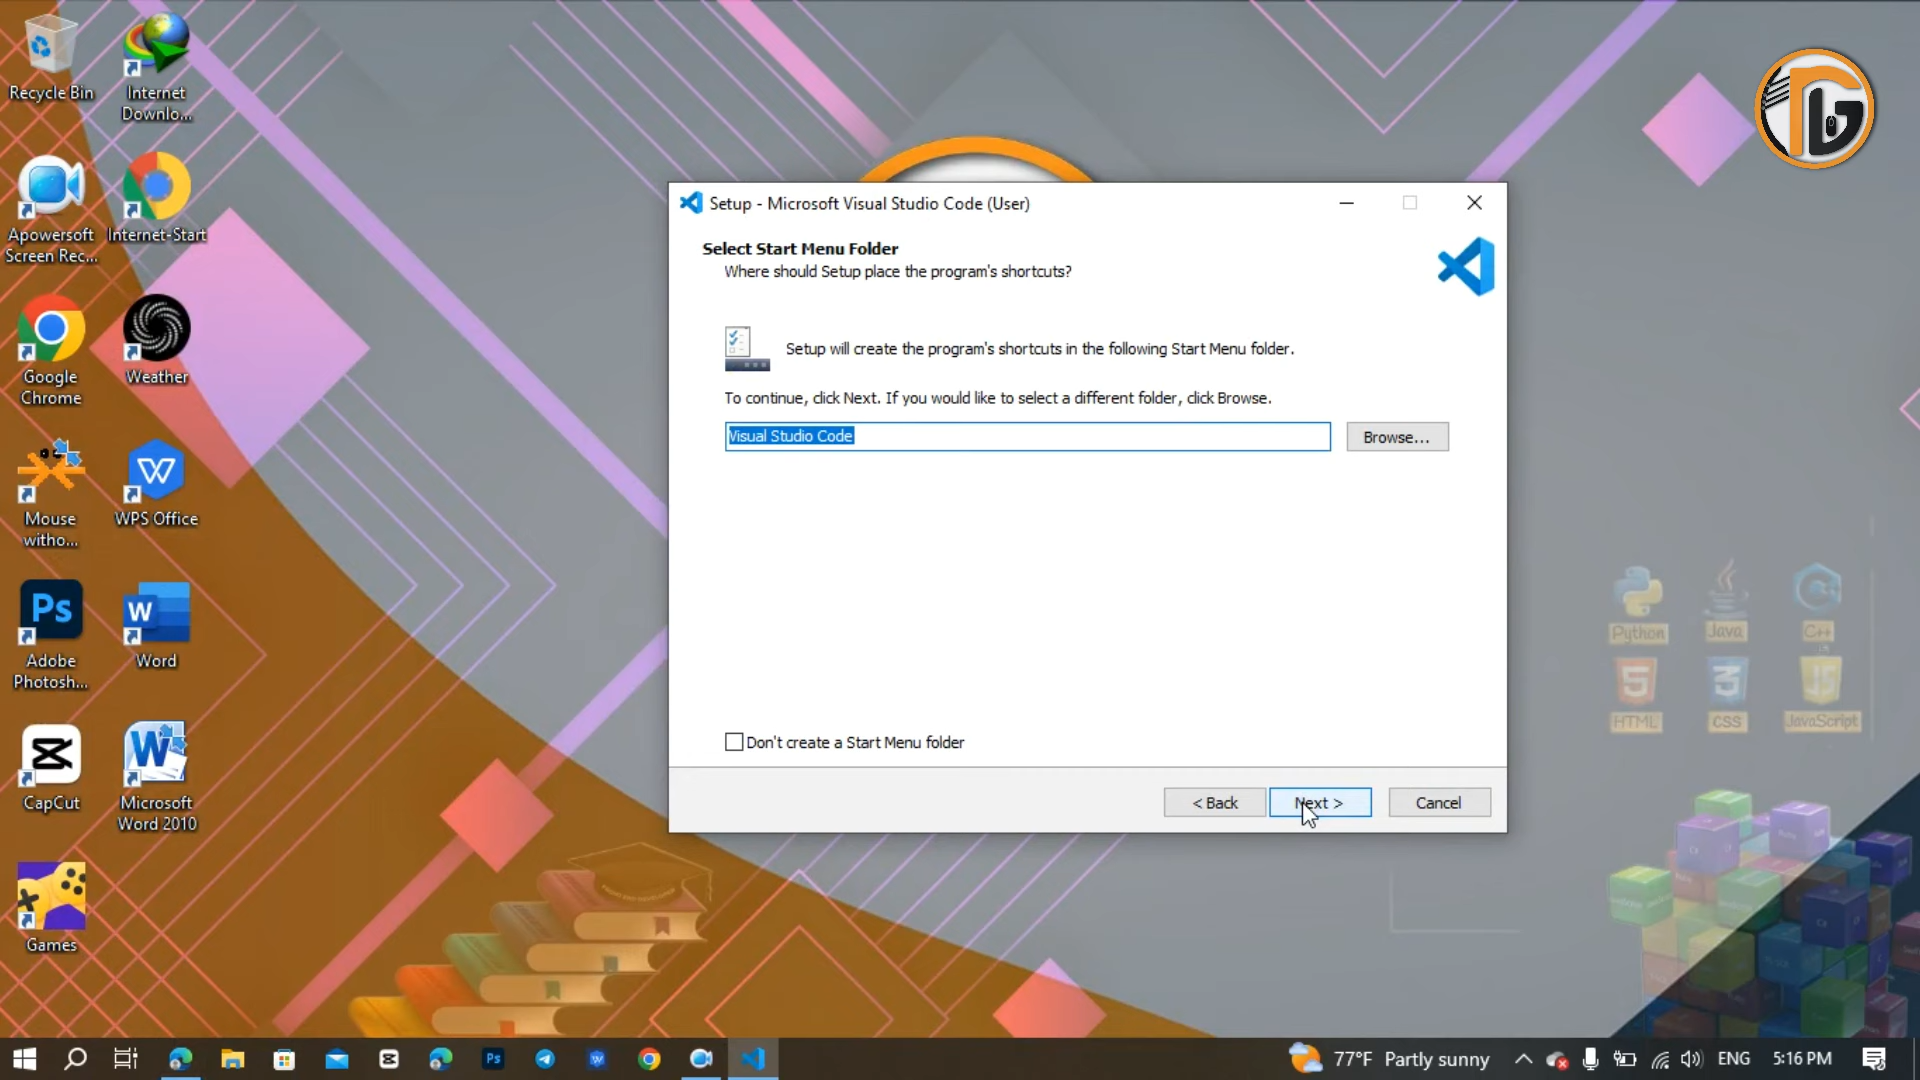 Recycle Bin
Internet
Downlo...
Apowersoft
Screen Rec...
Internet-Start
Google
Chrome
Weather
Mouse
witho...
WPS Office
Ps
Adobe
Photosh...
W
Word
CapCut
W
Microsoft
Word 2010
Games
Setup - Microsoft Visual Studio Code (User)
Select Start Menu Folder
Where should Setup place the program's shortcuts?
Setup will create the program's shortcuts in the following Start Menu folder.
To continue, click Next. If you would like to select a different folder, click Browse.
Visual Studio Code
Browse...
Don't create a Start Menu folder
< Back
Next >
Cancel
Python
Java
C++
HTML
CSS
JS
JavaScript
Ps
77°F Partly sunny
ENG
5:16 PM